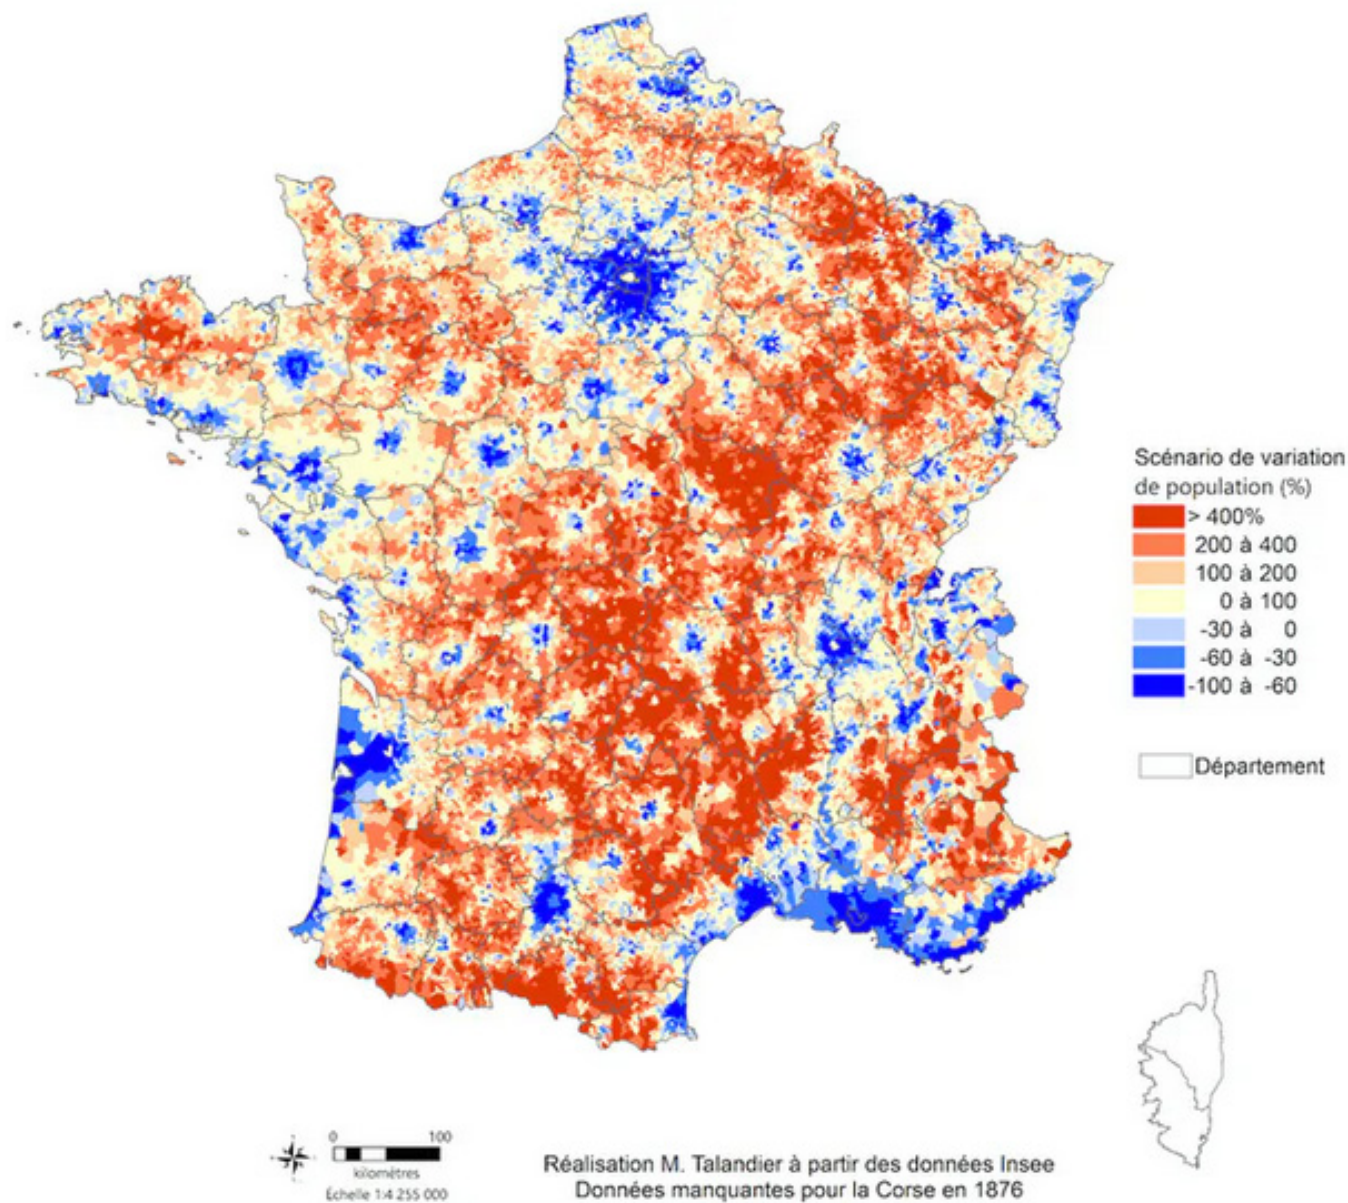 Scénario de variation
de population (%)
> 400%
200 à 400
100 à 200
0 à 100
-30 à 0
-60 à -30
-100 à -60
Département
0 100
kilomètres
Échelle 1:4 255 000
Réalisation M. Talandier à partir des données Insee
Données manquantes pour la Corse en 1876